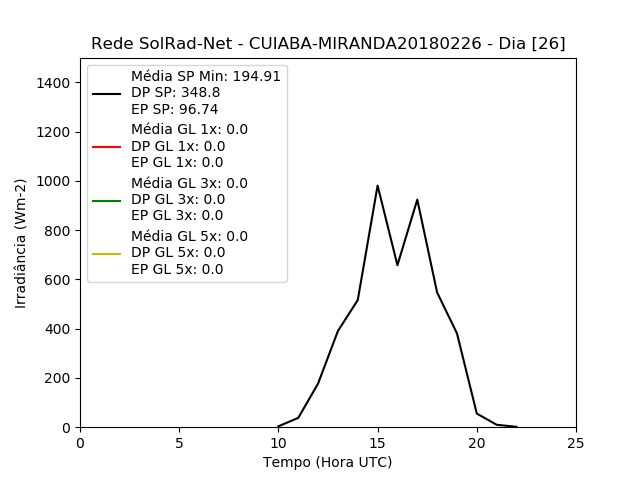 Rede SolRad-Net - CUIABA-MIRANDA20180226 - Dia [26]
Média SP Min: 194.91
DP SP: 348.8
EP SP: 96.74
Média GL 1x: 0.0
DP GL 1x: 0.0
EP GL 1x: 0.0
Média GL 3x: 0.0
DP GL 3x: 0.0
EP GL 3x: 0.0
Média GL 5x: 0.0
DP GL 5x: 0.0
EP GL 5x: 0.0
Irradiância (Wm-2)
1400
1200
1000
800
600
400
200
0
0 5 10 15 20 25
Tempo (Hora UTC)